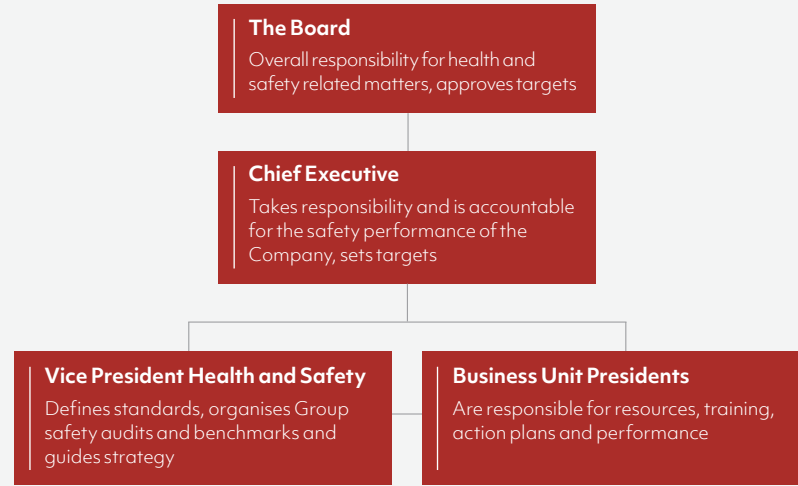 The Board
Overall responsibility for health and
safety related matters, approves targets
Chief Executive
Takes responsibility and is accountable
for the safety performance of the
Company, sets targets
Vice President Health and Safety
Defines standards, organises Group
safety audits and benchmarks and
guides strategy
Business Unit Presidents
Are responsible for resources, training,
action plans and performance